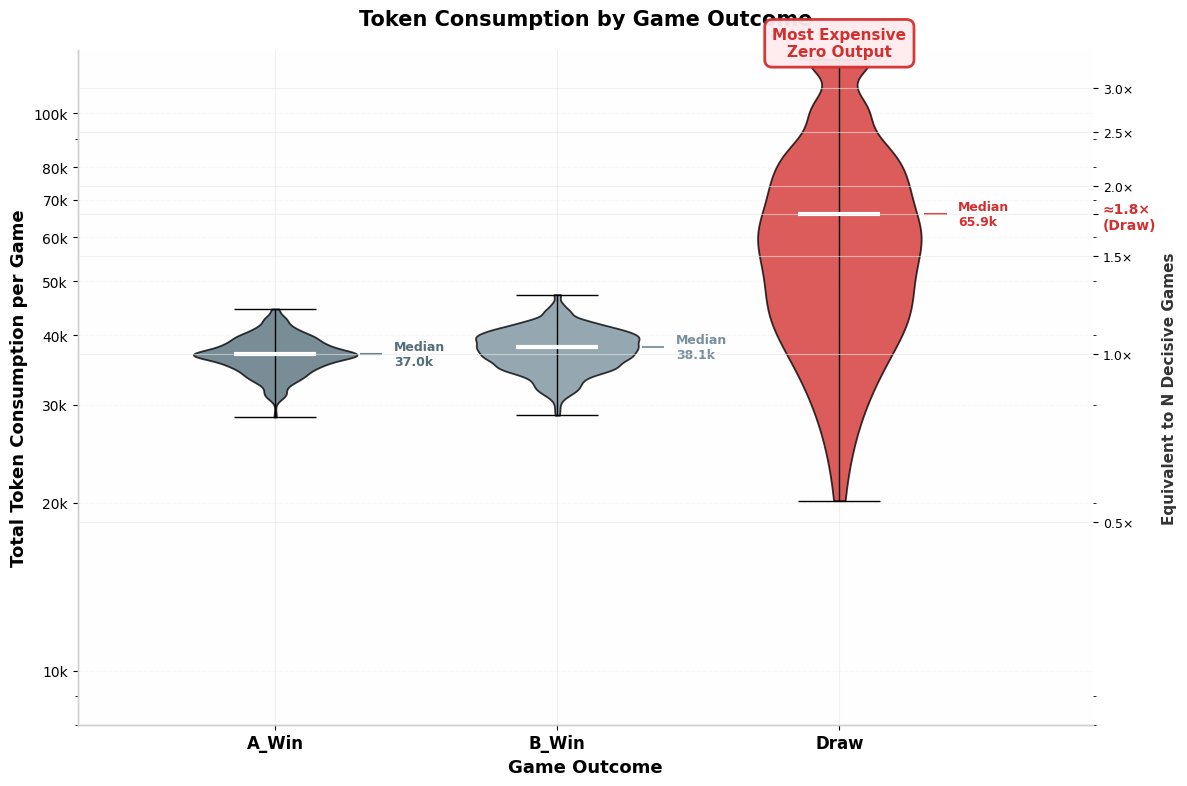 Token Consumption by Game Outcome
Most Expensive
Zero Output
Total Token Consumption per Game
100k
80k
70k
60k
50k
40k
30k
20k
10k
Median
37.0k
Median
38.1k
Median
65.9k
3.0×
2.5×
2.0×
≈1.8×
(Draw)
1.5×
1.0×
0.5×
Equivalent to N Decisive Games
A_Win
B_Win
Draw
Game Outcome